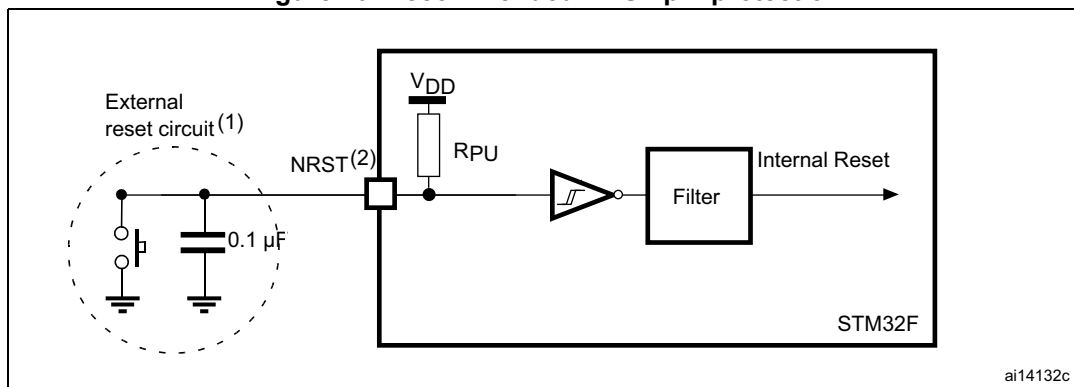 External
reset circuit(1)
NRST(2)
VDD
RPU
0.1 µF
Filter
Internal Reset
STM32F
ai14132c